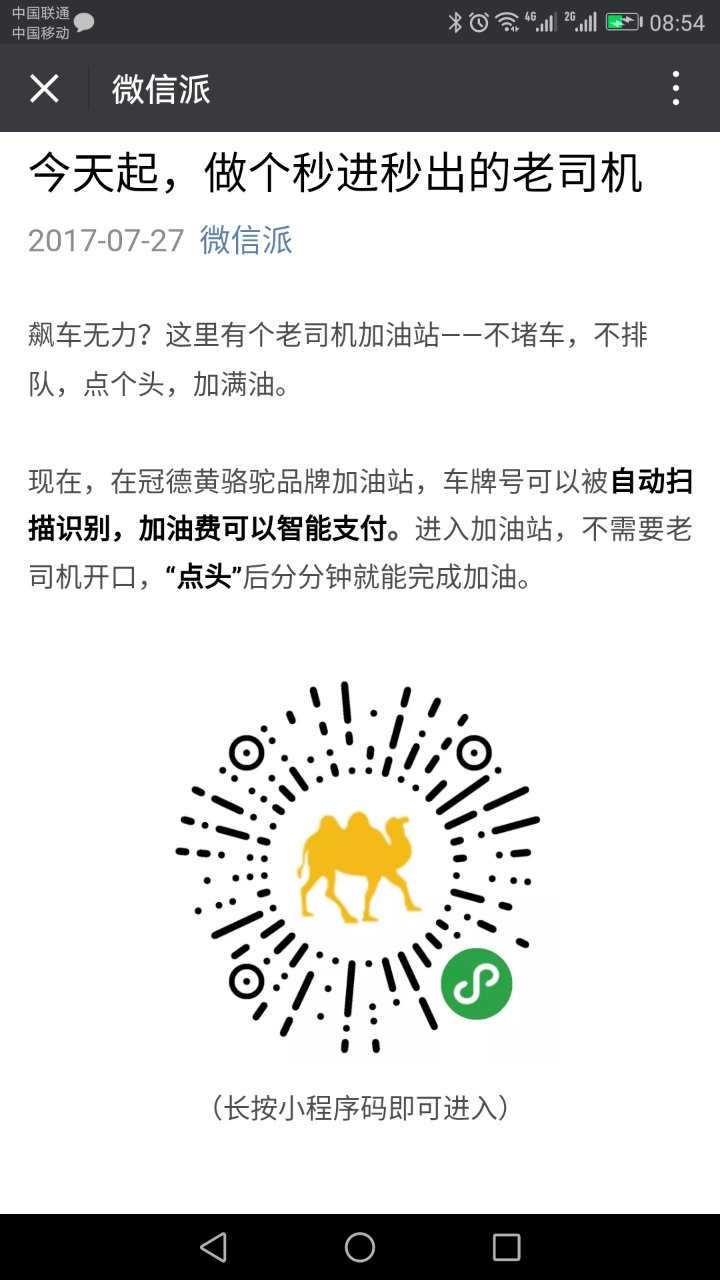 中国联通
中国移动
4G
2G
08:54
微信派
今天起，做个秒进秒出的老司机
2017-07-27 微信派
飙车无力？这里有个老司机加油站——不堵车，不排
队，点个头，加满油。
现在，在冠德黄骆驼品牌加油站，车牌号可以被自动扫
描识别，加油费可以智能支付。进入加油站，不需要老
司机开口，“点头”后分分钟就能完成加油。
（长按小程序码即可进入）